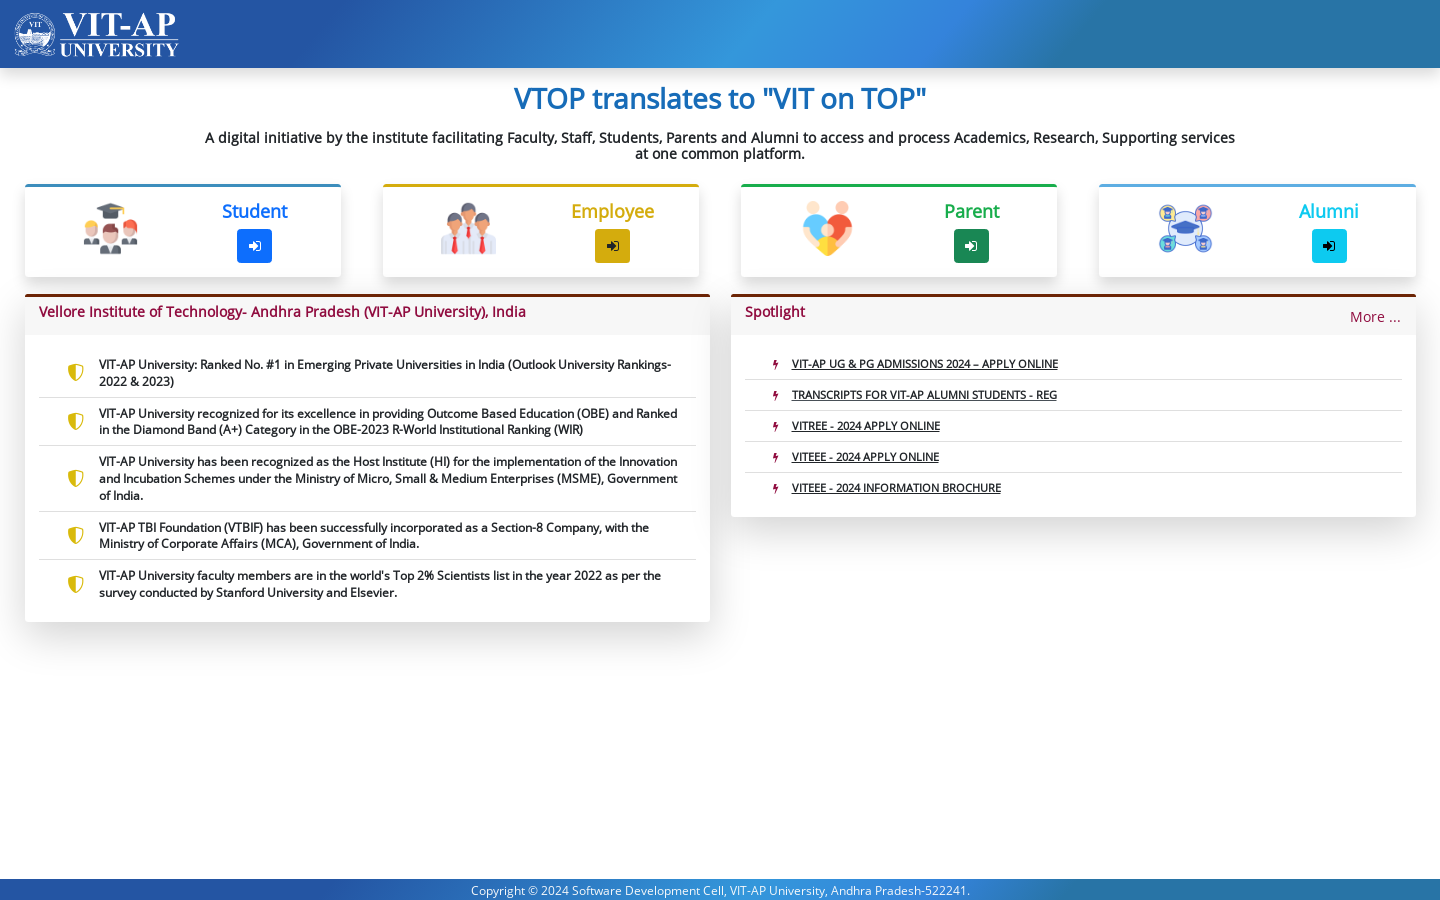 VIT-AP
UNIVERSITY
VIT
VTOP translates to "VIT on TOP"
A digital initiative by the institute facilitating Faculty, Staff, Students, Parents and Alumni to access and process Academics, Research, Supporting services
at one common platform.
Student
Employee
Parent
Alumni
Vellore Institute of Technology- Andhra Pradesh (VIT-AP University), India
VIT-AP University: Ranked No. #1 in Emerging Private Universities in India (Outlook University Rankings-
2022 & 2023)
VIT-AP University recognized for its excellence in providing Outcome Based Education (OBE) and Ranked
in the Diamond Band (A+) Category in the OBE-2023 R-World Institutional Ranking (WIR)
VIT-AP University has been recognized as the Host Institute (HI) for the implementation of the Innovation
and Incubation Schemes under the Ministry of Micro, Small & Medium Enterprises (MSME), Government
of India.
VIT-AP TBI Foundation (VTBIF) has been successfully incorporated as a Section-8 Company, with the
Ministry of Corporate Affairs (MCA), Government of India.
VIT-AP University faculty members are in the world's Top 2% Scientists list in the year 2022 as per the
survey conducted by Stanford University and Elsevier.
Spotlight
More ...
VIT-AP UG & PG ADMISSIONS 2024 – APPLY ONLINE
TRANSCRIPTS FOR VIT-AP ALUMNI STUDENTS - REG
VITREE - 2024 APPLY ONLINE
VITEEE - 2024 APPLY ONLINE
VITEEE - 2024 INFORMATION BROCHURE
Copyright © 2024 Software Development Cell, VIT-AP University, Andhra Pradesh-522241.